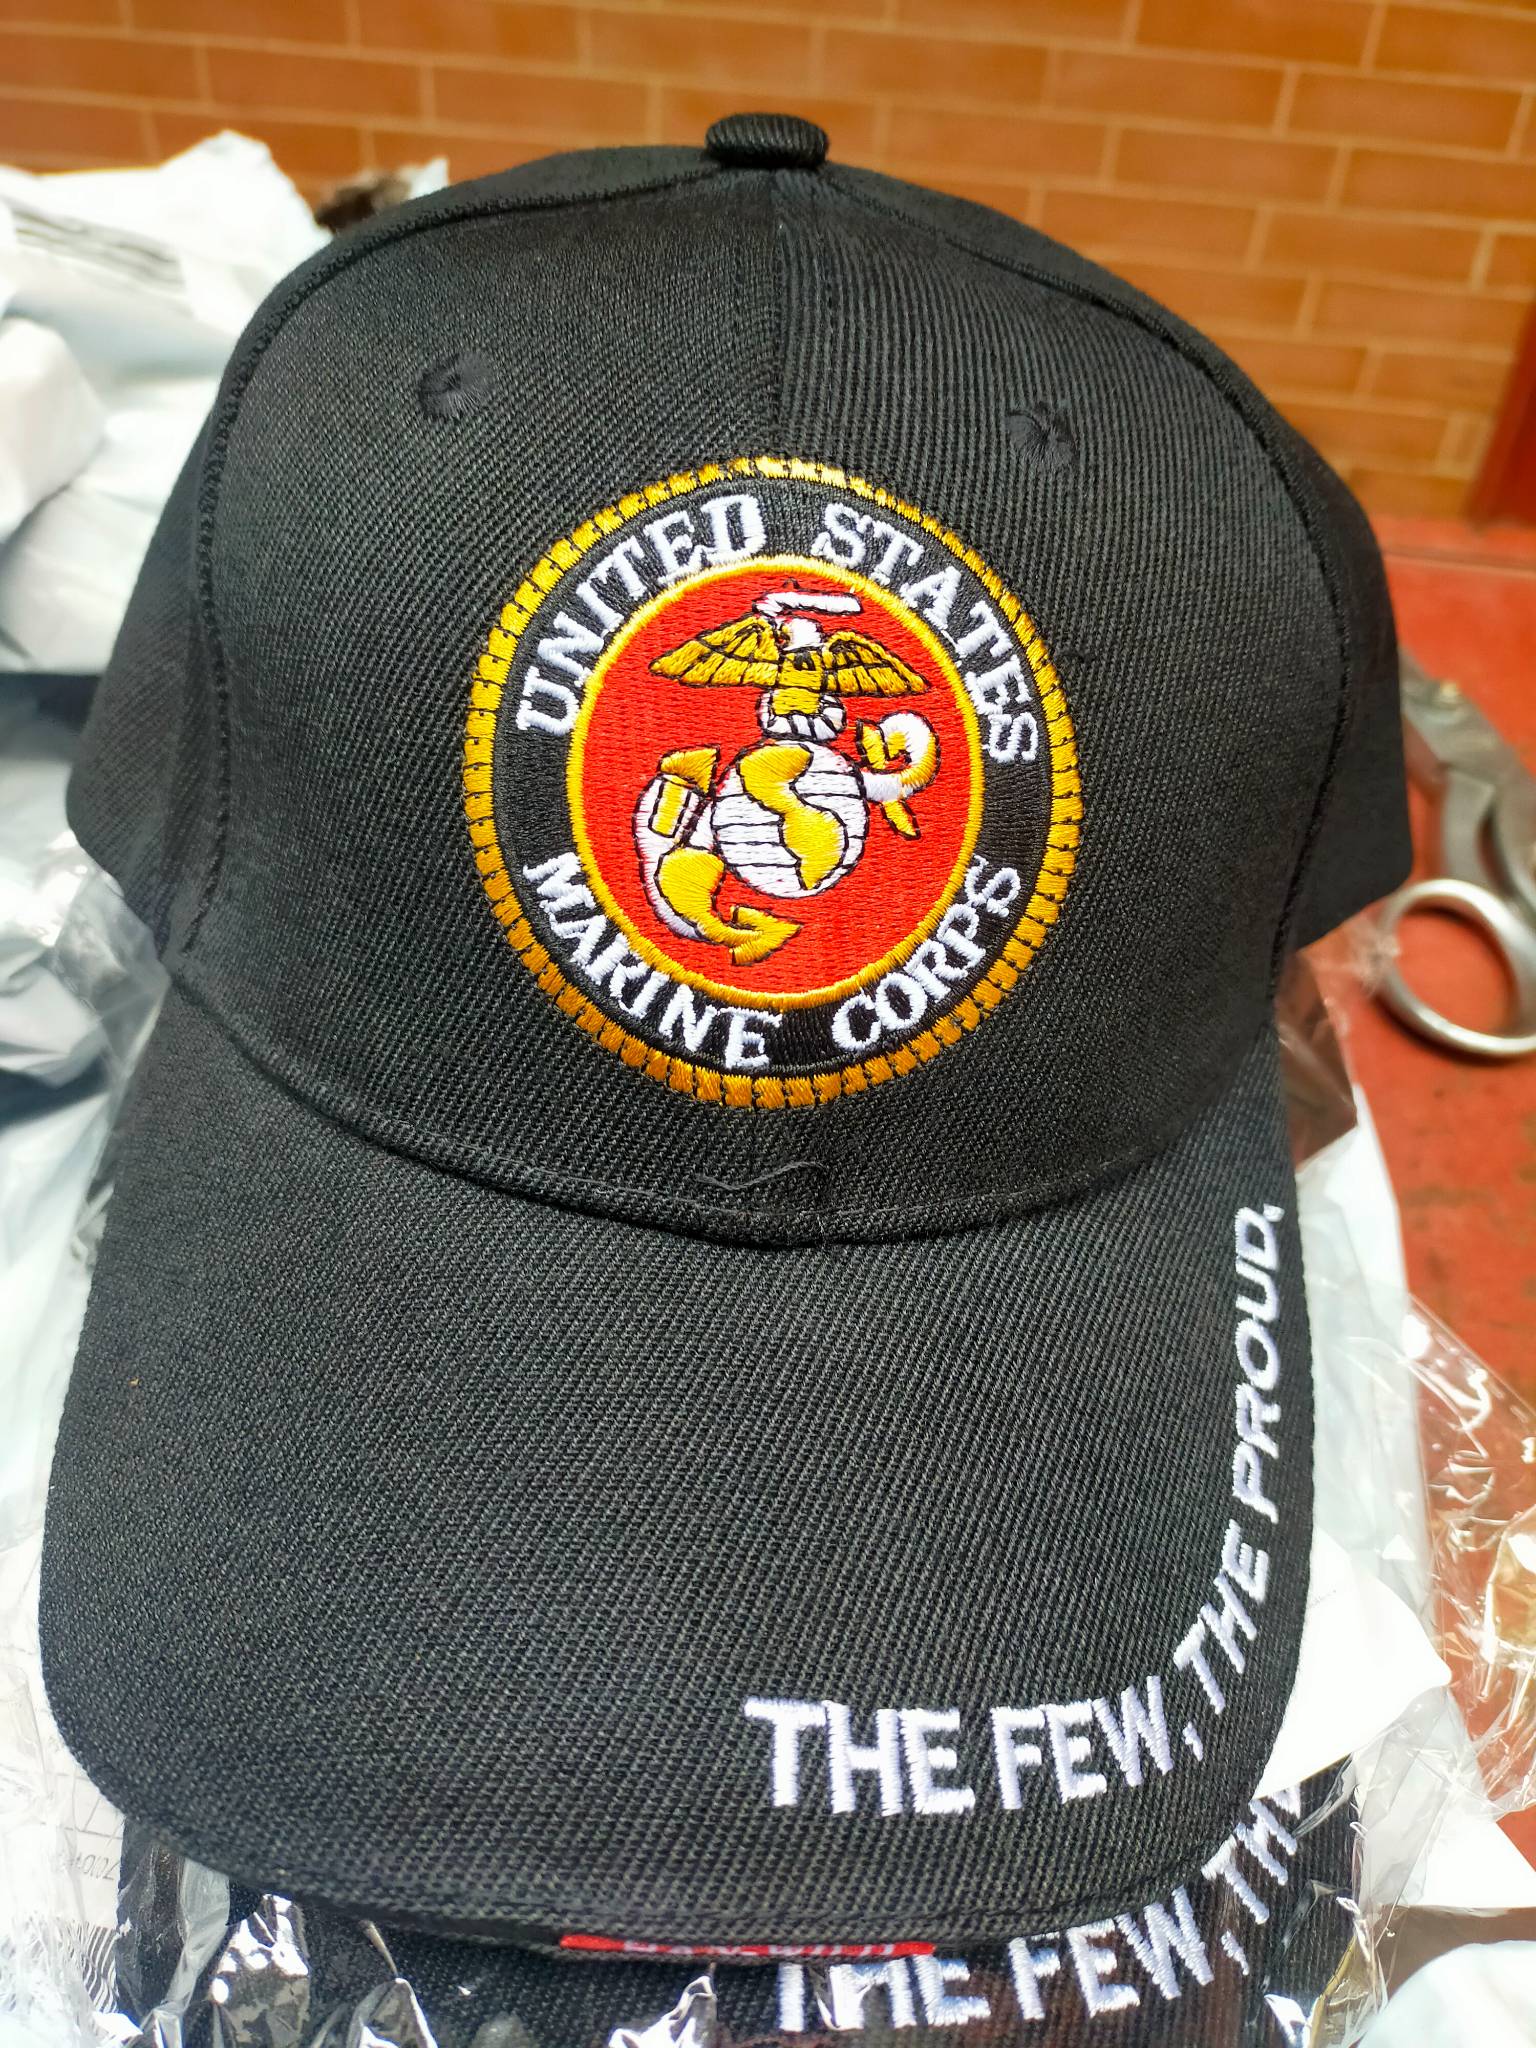 UNITED STATES
MARINE CORPS
THE FEW, THE PROUD.
THE FEW, THE